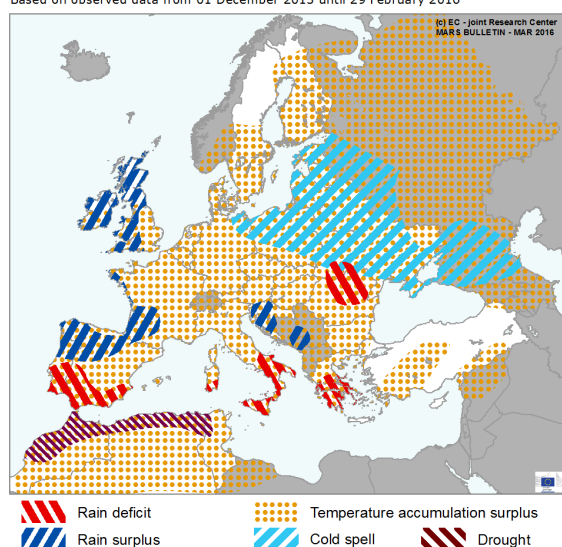 Based on observed data from 01 December 2015 until 29 February 2016
(c) EC - joint Research Center
MARS BULLETIN - MAR 2016
Rain deficit
Temperature accumulation surplus
Rain surplus
Cold spell
Drought